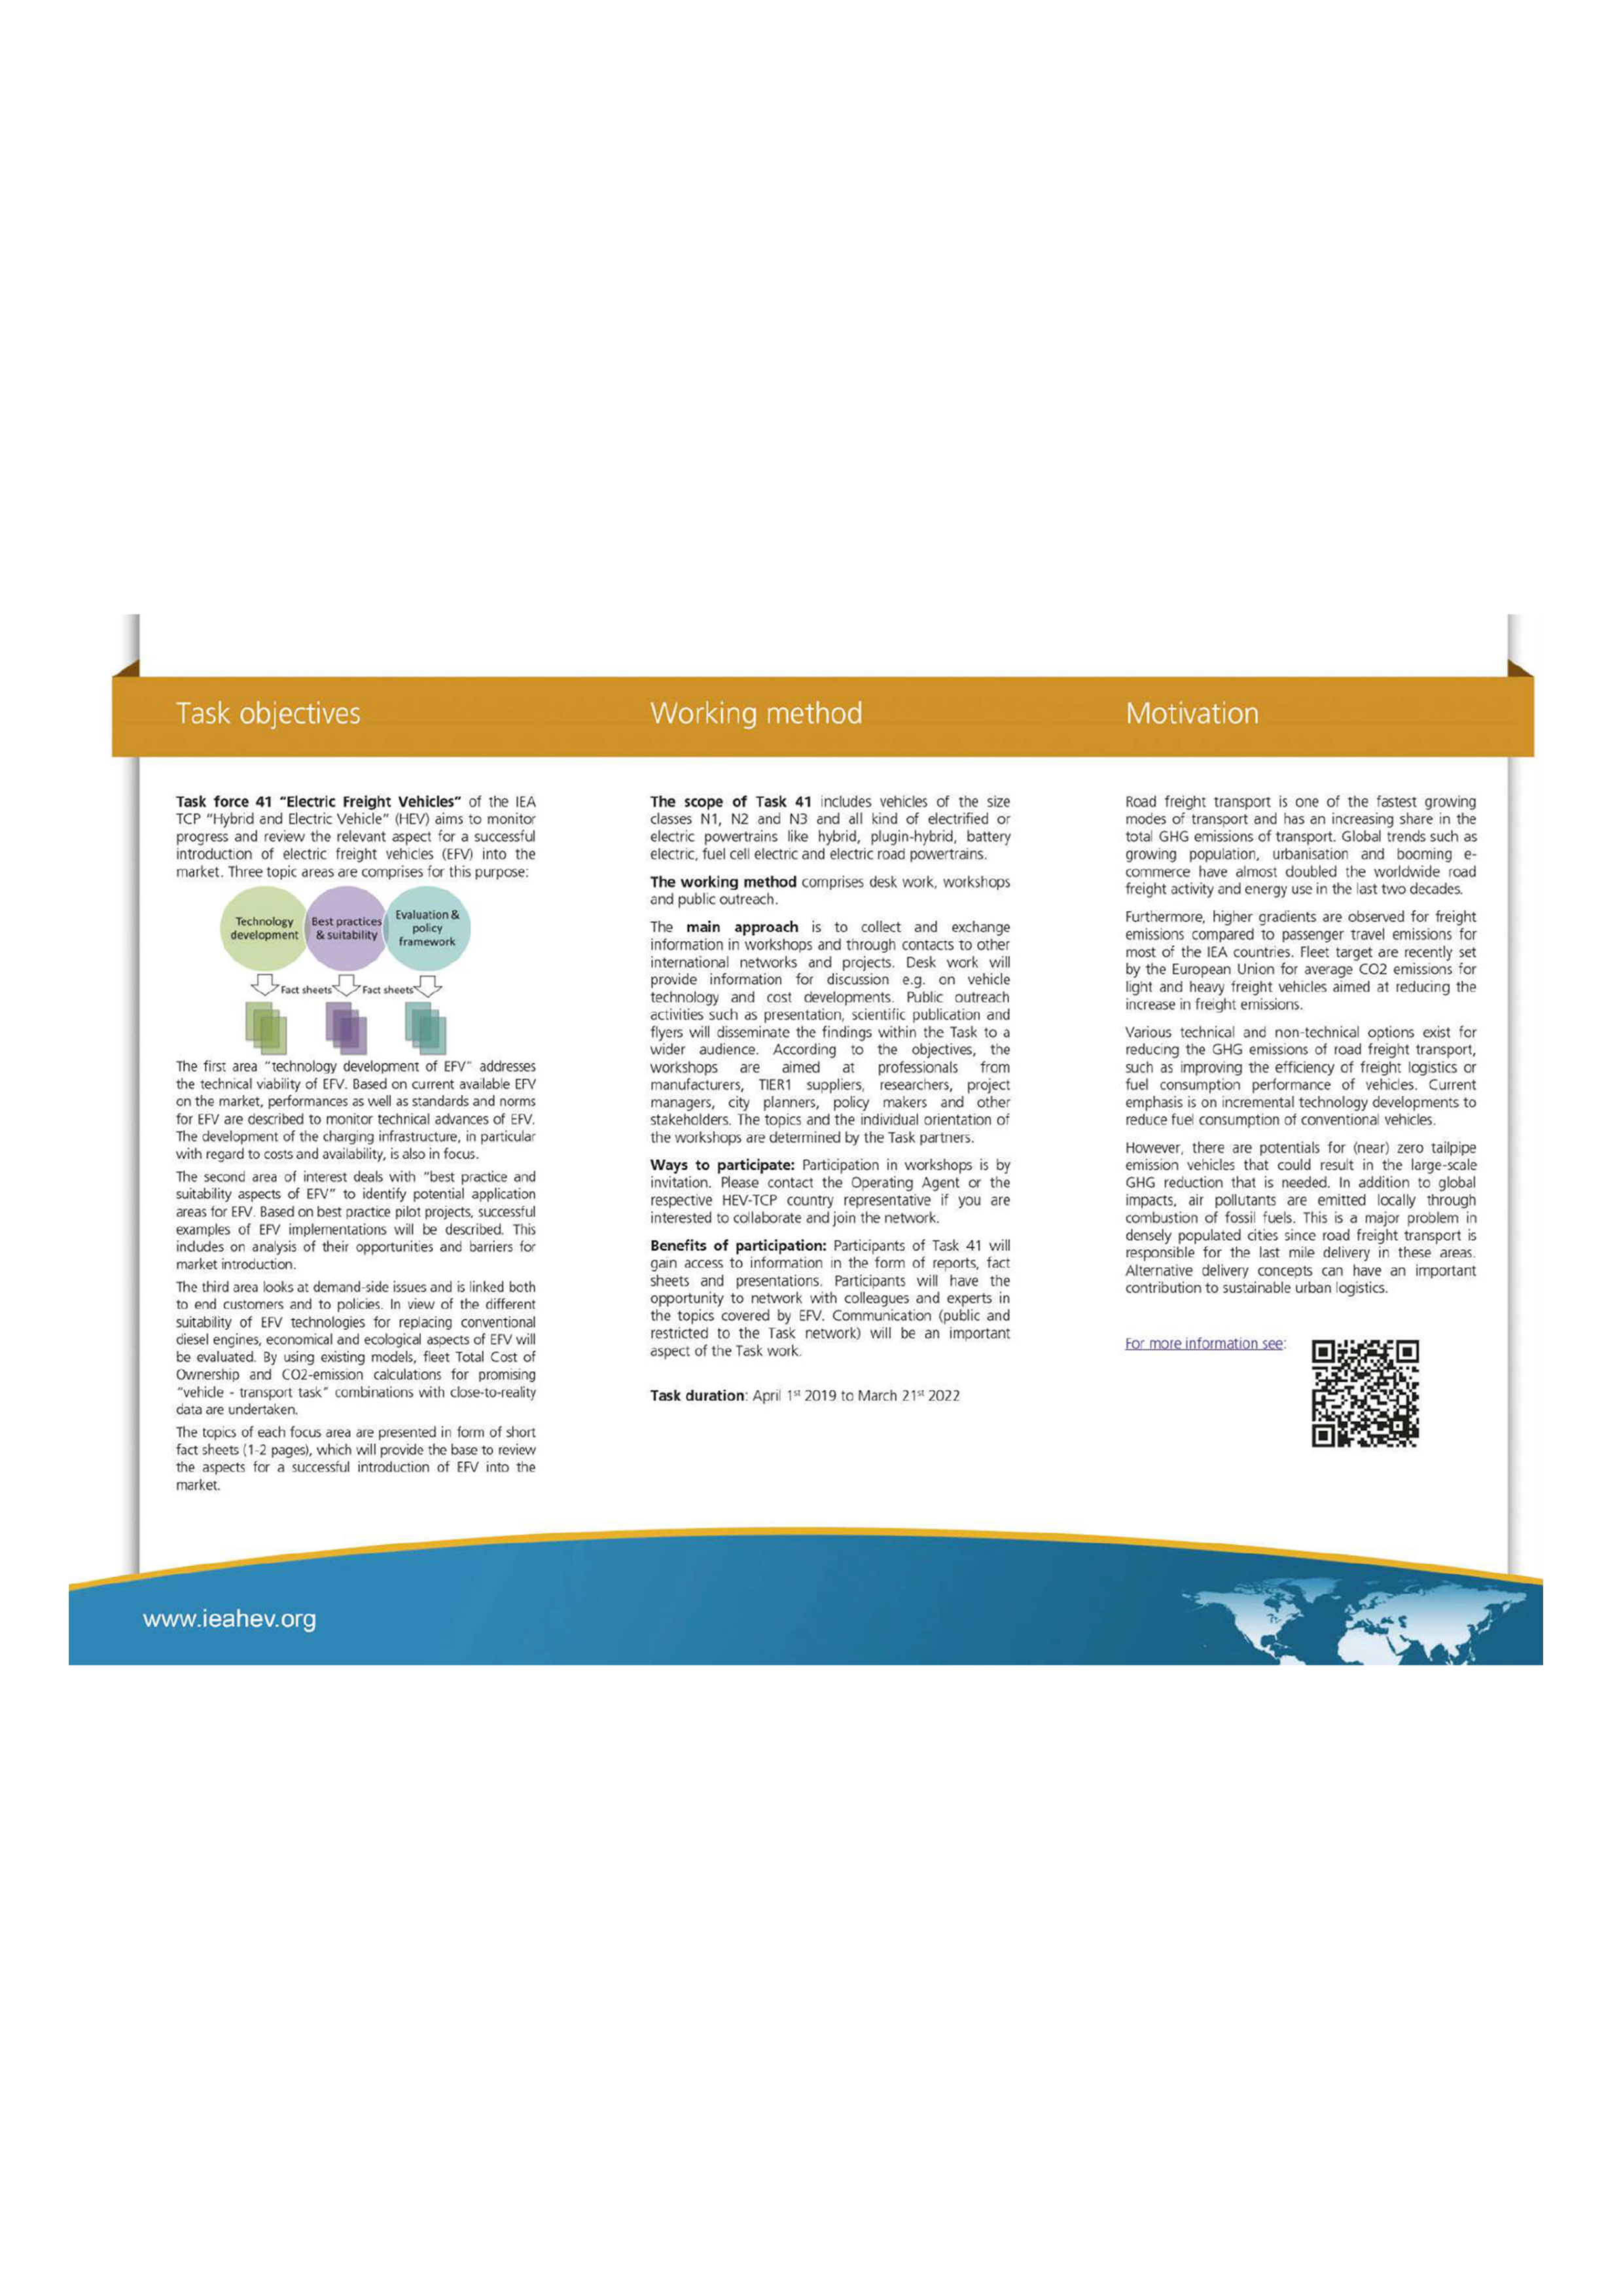 Task objectives
Task force 41 "Electric Freight Vehicles" of the IEA
TCP "Hybrid and Electric Vehicle" (HEV) aims to monitor
progress and review the relevant aspect for a successful
introduction of electric freight vehicles (EFV) into the
market. Three topic areas are comprises for this purpose:
Technology
development
Best practices
& suitability
Evaluation &
policy
framework
Fact sheets
Fact sheets
The first area "technology development of EFV" addresses
the technical viability of EFV. Based on current available EFV
on the market, performances as well as standards and norms
for EFV are described to monitor technical advances of EFV.
The development of the charging infrastructure, in particular
with regard to costs and availability, is also in focus.
The second area of interest deals with "best practice and
suitability aspects of EFV" to identify potential application
areas for EFV. Based on best practice pilot projects, successful
examples of EFV implementations will be described. This
includes on analysis of their opportunities and barriers for
market introduction.
The third area looks at demand-side issues and is linked both
to end customers and to policies. In view of the different
suitability of EFV technologies for replacing conventional
diesel engines, economical and ecological aspects of EFV will
be evaluated. By using existing models, fleet Total Cost of
Ownership and CO2-emission calculations for promising
"vehicle - transport task" combinations with close-to-reality
data are undertaken.
The topics of each focus area are presented in form of short
fact sheets (1-2 pages), which will provide the base to review
the aspects for a successful introduction of EFV into the
market.
Working method
The scope of Task 41 includes vehicles of the size
classes N1, N2 and N3 and all kind of electrified or
electric powertrains like hybrid, plugin-hybrid, battery
electric, fuel cell electric and electric road powertrains.
The working method comprises desk work, workshops
and public outreach.
The main approach is to collect and exchange
information in workshops and through contacts to other
international networks and projects. Desk work will
provide information for discussion e.g. on vehicle
technology and cost developments. Public outreach
activities such as presentation, scientific publication and
flyers will disseminate the findings within the Task to a
wider audience. According to the objectives, the
workshops are aimed at professionals from
manufacturers, TIER1 suppliers, researchers, project
managers, city planners, policy makers and other
stakeholders. The topics and the individual orientation of
the workshops are determined by the Task partners.
Ways to participate: Participation in workshops is by
invitation. Please contact the Operating Agent or the
respective HEV-TCP country representative if you are
interested to collaborate and join the network.
Benefits of participation: Participants of Task 41 will
gain access to information in the form of reports, fact
sheets and presentations. Participants will have the
opportunity to network with colleagues and experts in
the topics covered by EFV. Communication (public and
restricted to the Task network) will be an important
aspect of the Task work.
Task duration: April 1st 2019 to March 21st 2022
Motivation
Road freight transport is one of the fastest growing
modes of transport and has an increasing share in the
total GHG emissions of transport. Global trends such as
growing population, urbanisation and booming e-
commerce have almost doubled the worldwide road
freight activity and energy use in the last two decades.
Furthermore, higher gradients are observed for freight
emissions compared to passenger travel emissions for
most of the IEA countries. Fleet target are recently set
by the European Union for average CO2 emissions for
light and heavy freight vehicles aimed at reducing the
increase in freight emissions.
Various technical and non-technical options exist for
reducing the GHG emissions of road freight transport,
such as improving the efficiency of freight logistics or
fuel consumption performance of vehicles. Current
emphasis is on incremental technology developments to
reduce fuel consumption of conventional vehicles.
However, there are potentials for (near) zero tailpipe
emission vehicles that could result in the large-scale
GHG reduction that is needed. In addition to global
impacts, air pollutants are emitted locally through
combustion of fossil fuels. This is a major problem in
densely populated cities since road freight transport is
responsible for the last mile delivery in these areas.
Alternative delivery concepts can have an important
contribution to sustainable urban logistics.
For more information see:
www.ieahev.org